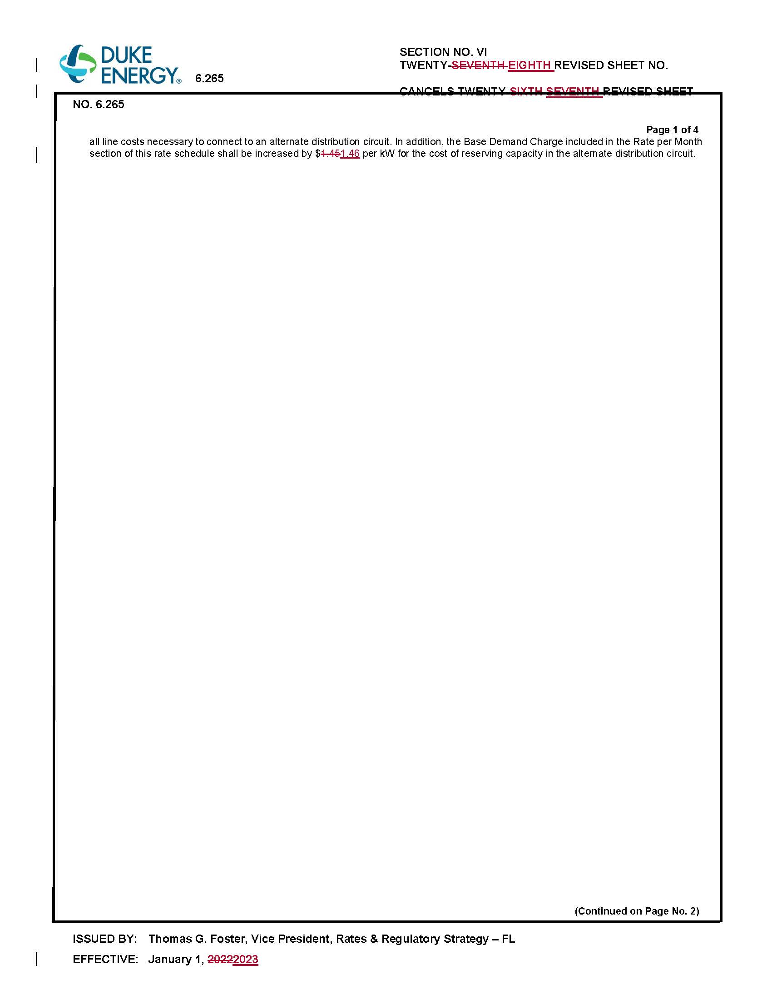 DUKE
ENERGY®
6.265
SECTION NO. VI
TWENTY-SEVENTH EIGHTH REVISED SHEET NO.
CANCELS TWENTY-SIXTH SEVENTH REVISED SHEET
NO. 6.265
Page 1 of 4
all line costs necessary to connect to an alternate distribution circuit. In addition, the Base Demand Charge included in the Rate per Month
section of this rate schedule shall be increased by $1.451.46 per kW for the cost of reserving capacity in the alternate distribution circuit.
(Continued on Page No. 2)
ISSUED BY: Thomas G. Foster, Vice President, Rates & Regulatory Strategy – FL
EFFECTIVE: January 1, 20222023